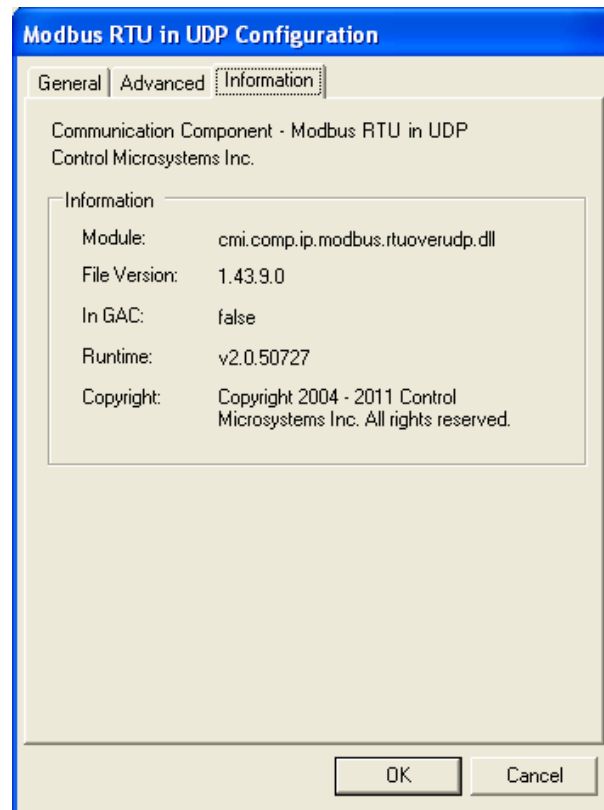 Modbus RTU in UDP Configuration
General Advanced Information
Communication Component - Modbus RTU in UDP
Control Microsystems Inc.
Information
Module: cmi.comp.ip.modbus.rtuoverudp.dll
File Version: 1.43.9.0
In GAC: false
Runtime: v2.0.50727
Copyright: Copyright 2004 - 2011 Control
Microsystems Inc. All rights reserved.
OK Cancel